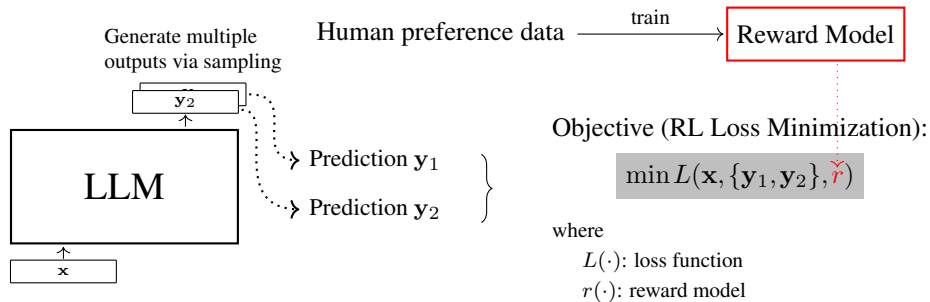 Human preference data
train
Reward Model
Generate multiple
outputs via sampling
y₂
LLM
x
Prediction y₁
Prediction y₂
Objective (RL Loss Minimization):
min L(x, {y₁, y₂}, r)
where
L(·): loss function
r(·): reward model